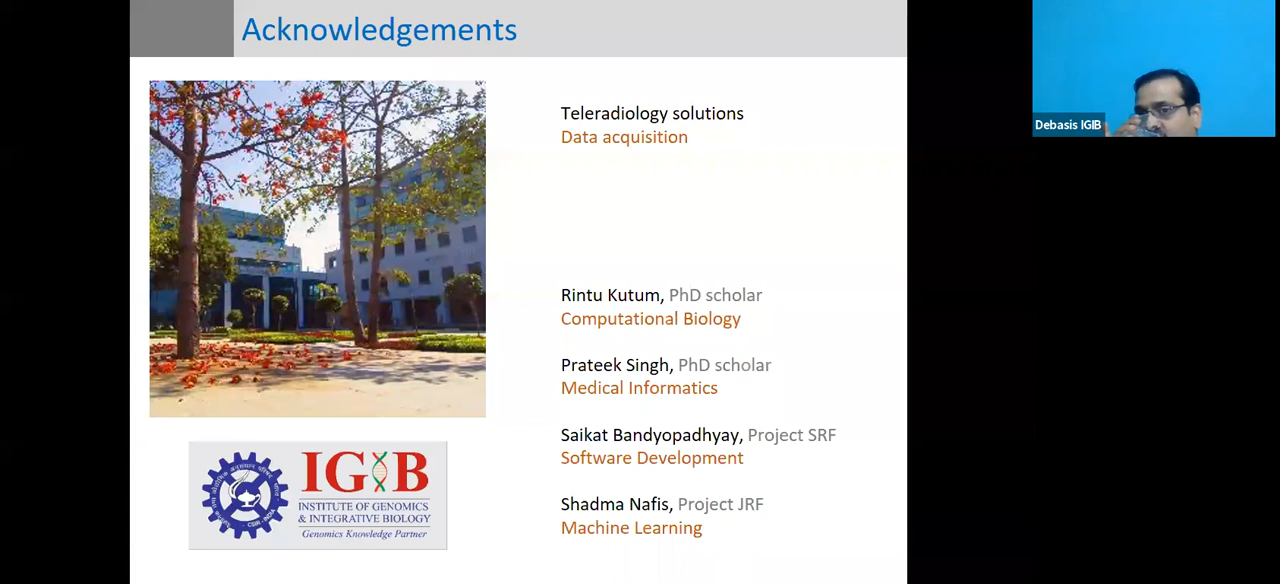 Acknowledgements
Teleradiology solutions
Data acquisition
Rintu Kutum, PhD scholar
Computational Biology
Prateek Singh, PhD scholar
Medical Informatics
Saikat Bandyopadhyay, Project SRF
Software Development
Shadma Nafis, Project JRF
Machine Learning
IGIB
INSTITUTE OF GENOMICS
& INTEGRATIVE BIOLOGY
Genomics Knowledge Partner
CSIR-INDIA
Debasis IGIB